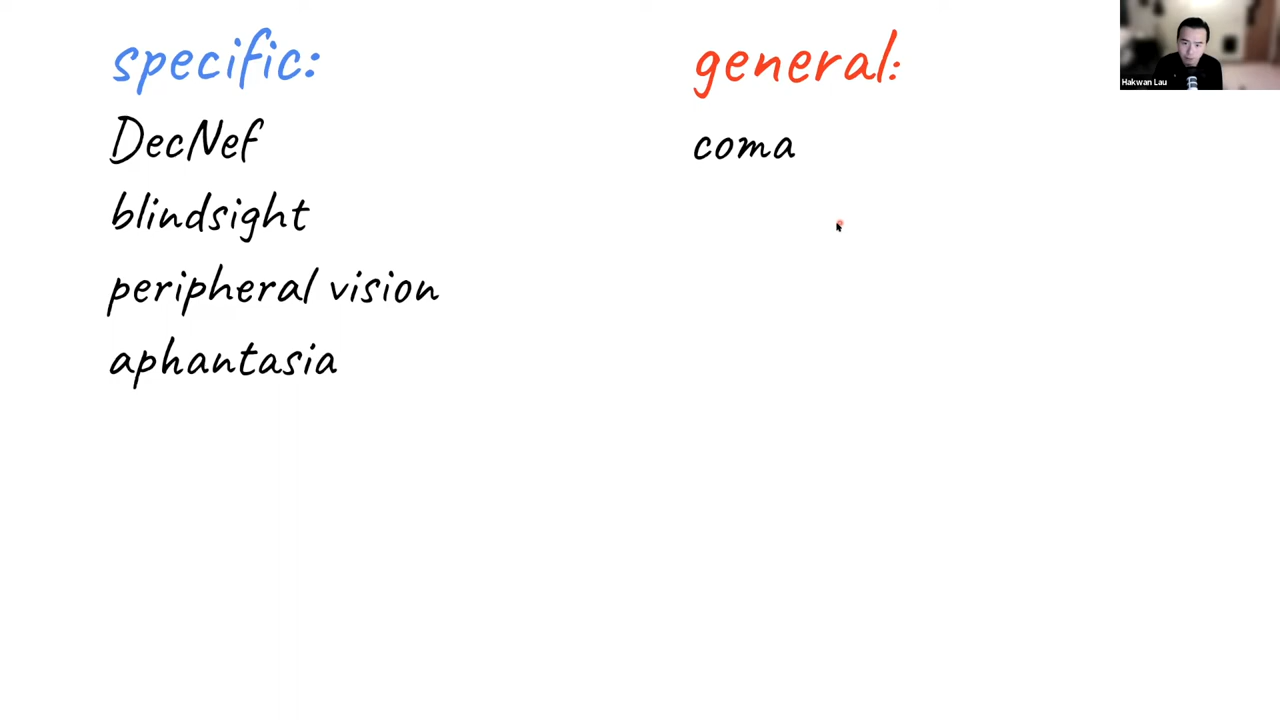 specific:
DecNef
blindsight
peripheral vision
aphantasia
general:
coma
Hakwan Lau